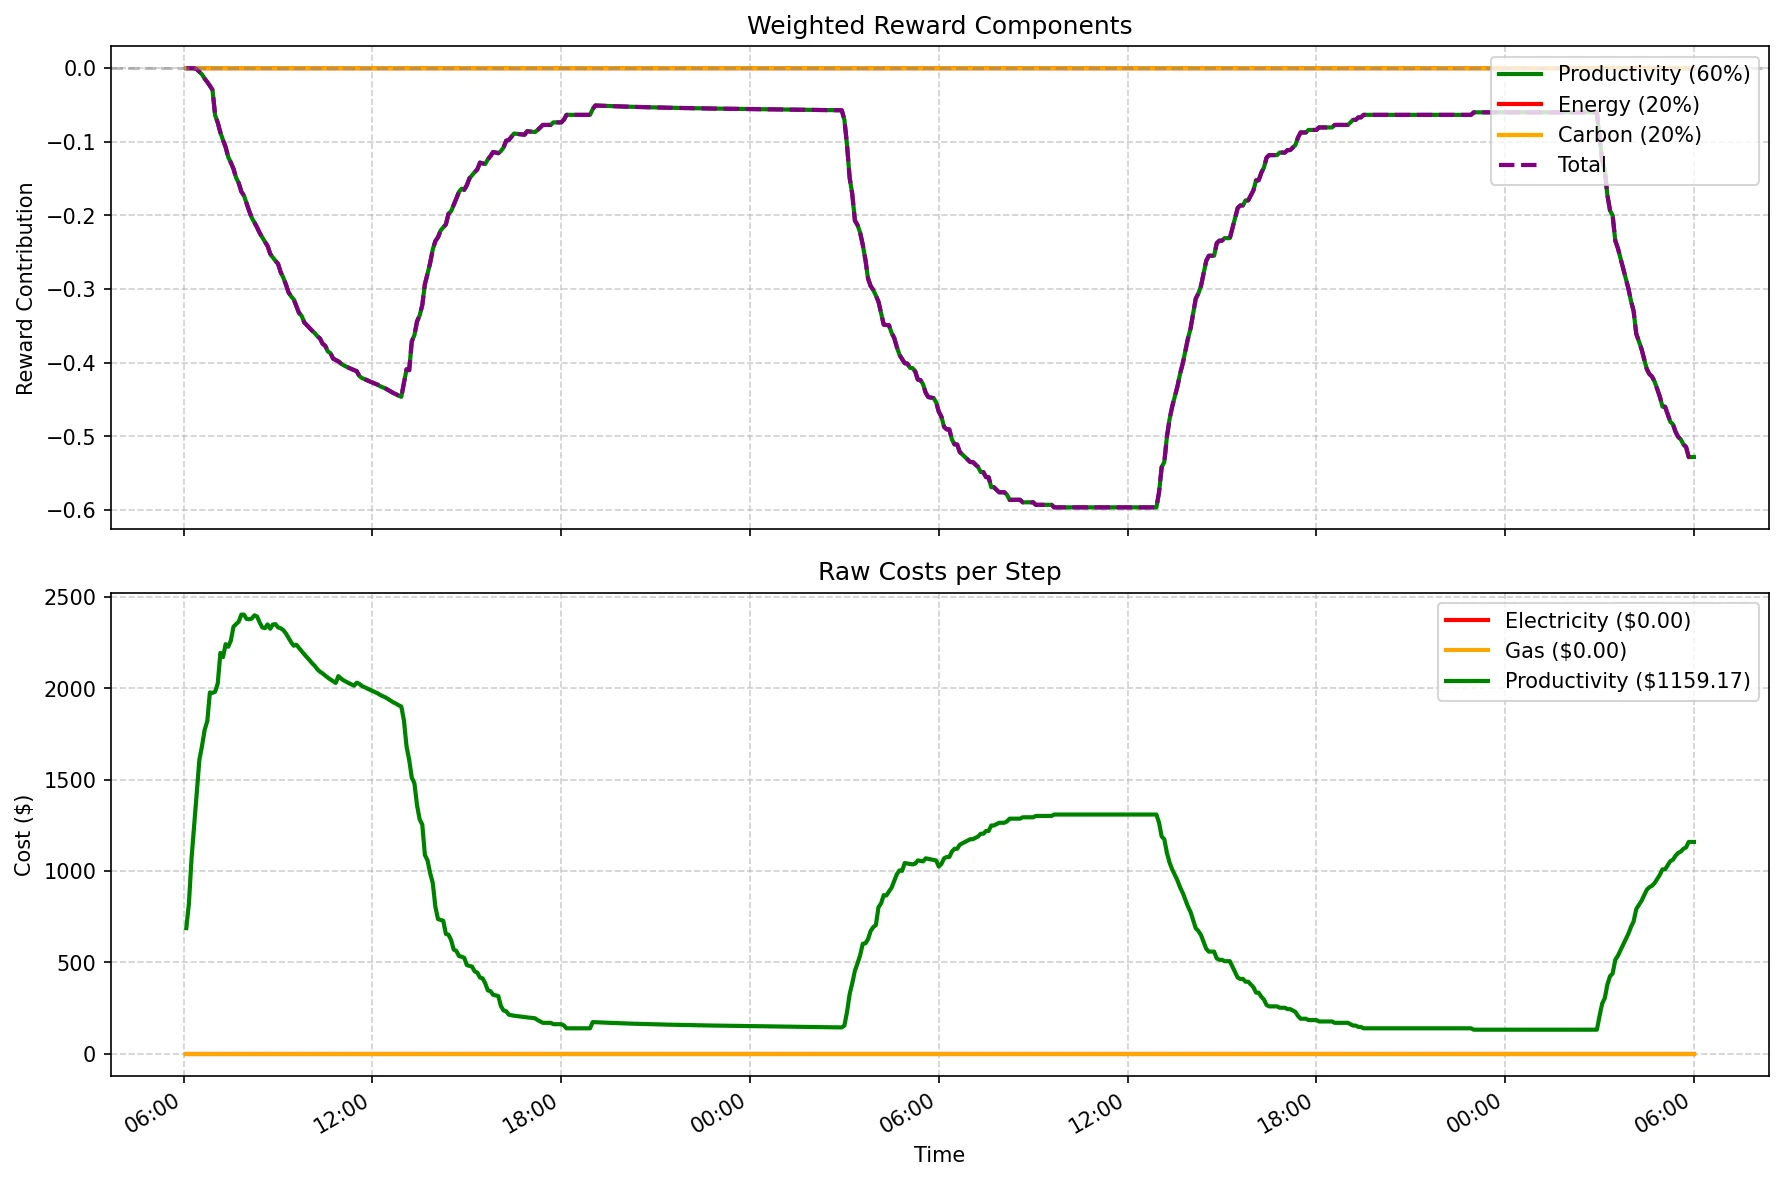 Weighted Reward Components
Reward Contribution
0.0
−0.1
−0.2
−0.3
−0.4
−0.5
−0.6
Productivity (60%)
Energy (20%)
Carbon (20%)
Total
Raw Costs per Step
Cost ($)
2500
2000
1500
1000
500
0
Electricity ($0.00)
Gas ($0.00)
Productivity ($1159.17)
06:00
12:00
18:00
00:00
06:00
12:00
18:00
00:00
06:00
Time